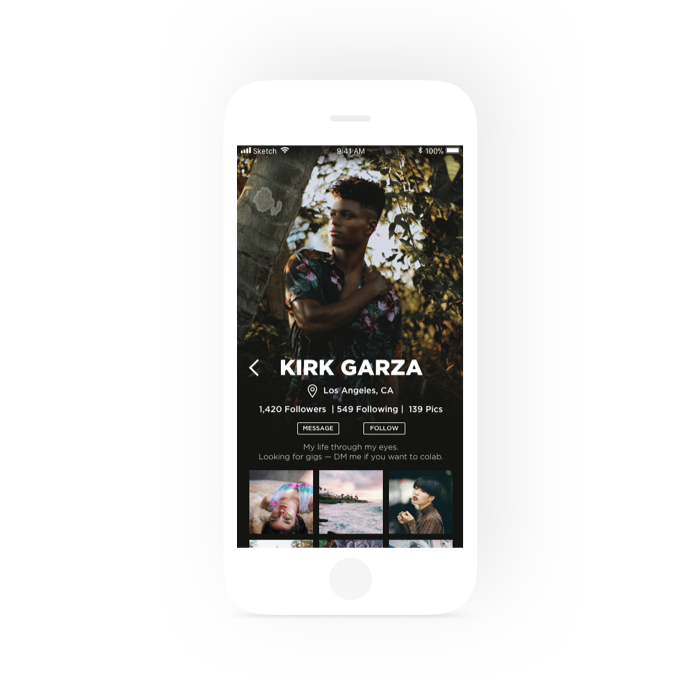 Sketch 9:41 AM 100%
KIRK GARZA
Los Angeles, CA
1,420 Followers | 549 Following | 139 Pics
MESSAGE FOLLOW
My life through my eyes.
Looking for gigs — DM me if you want to colab.